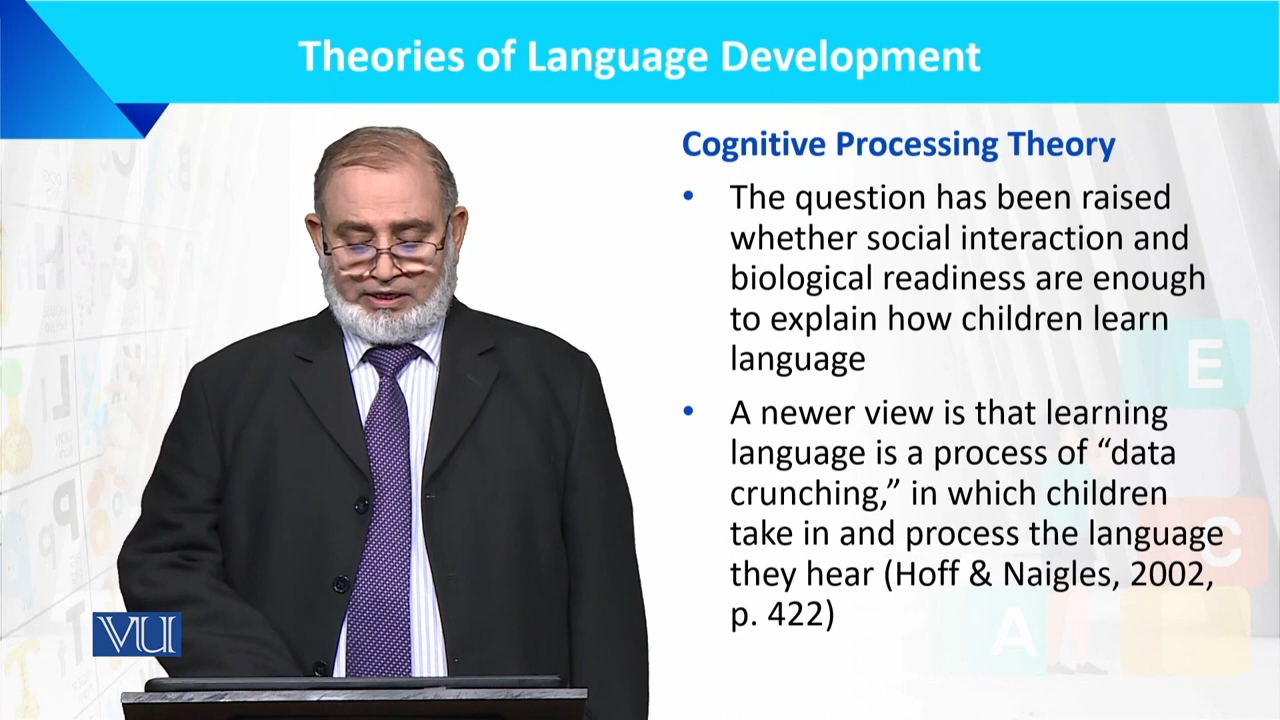 Theories of Language Development
Cognitive Processing Theory
• The question has been raised
whether social interaction and
biological readiness are enough
to explain how children learn
language
• A newer view is that learning
language is a process of “data
crunching,” in which children
take in and process the language
they hear (Hoff & Naigles, 2002,
p. 422)
VU
E
C
A